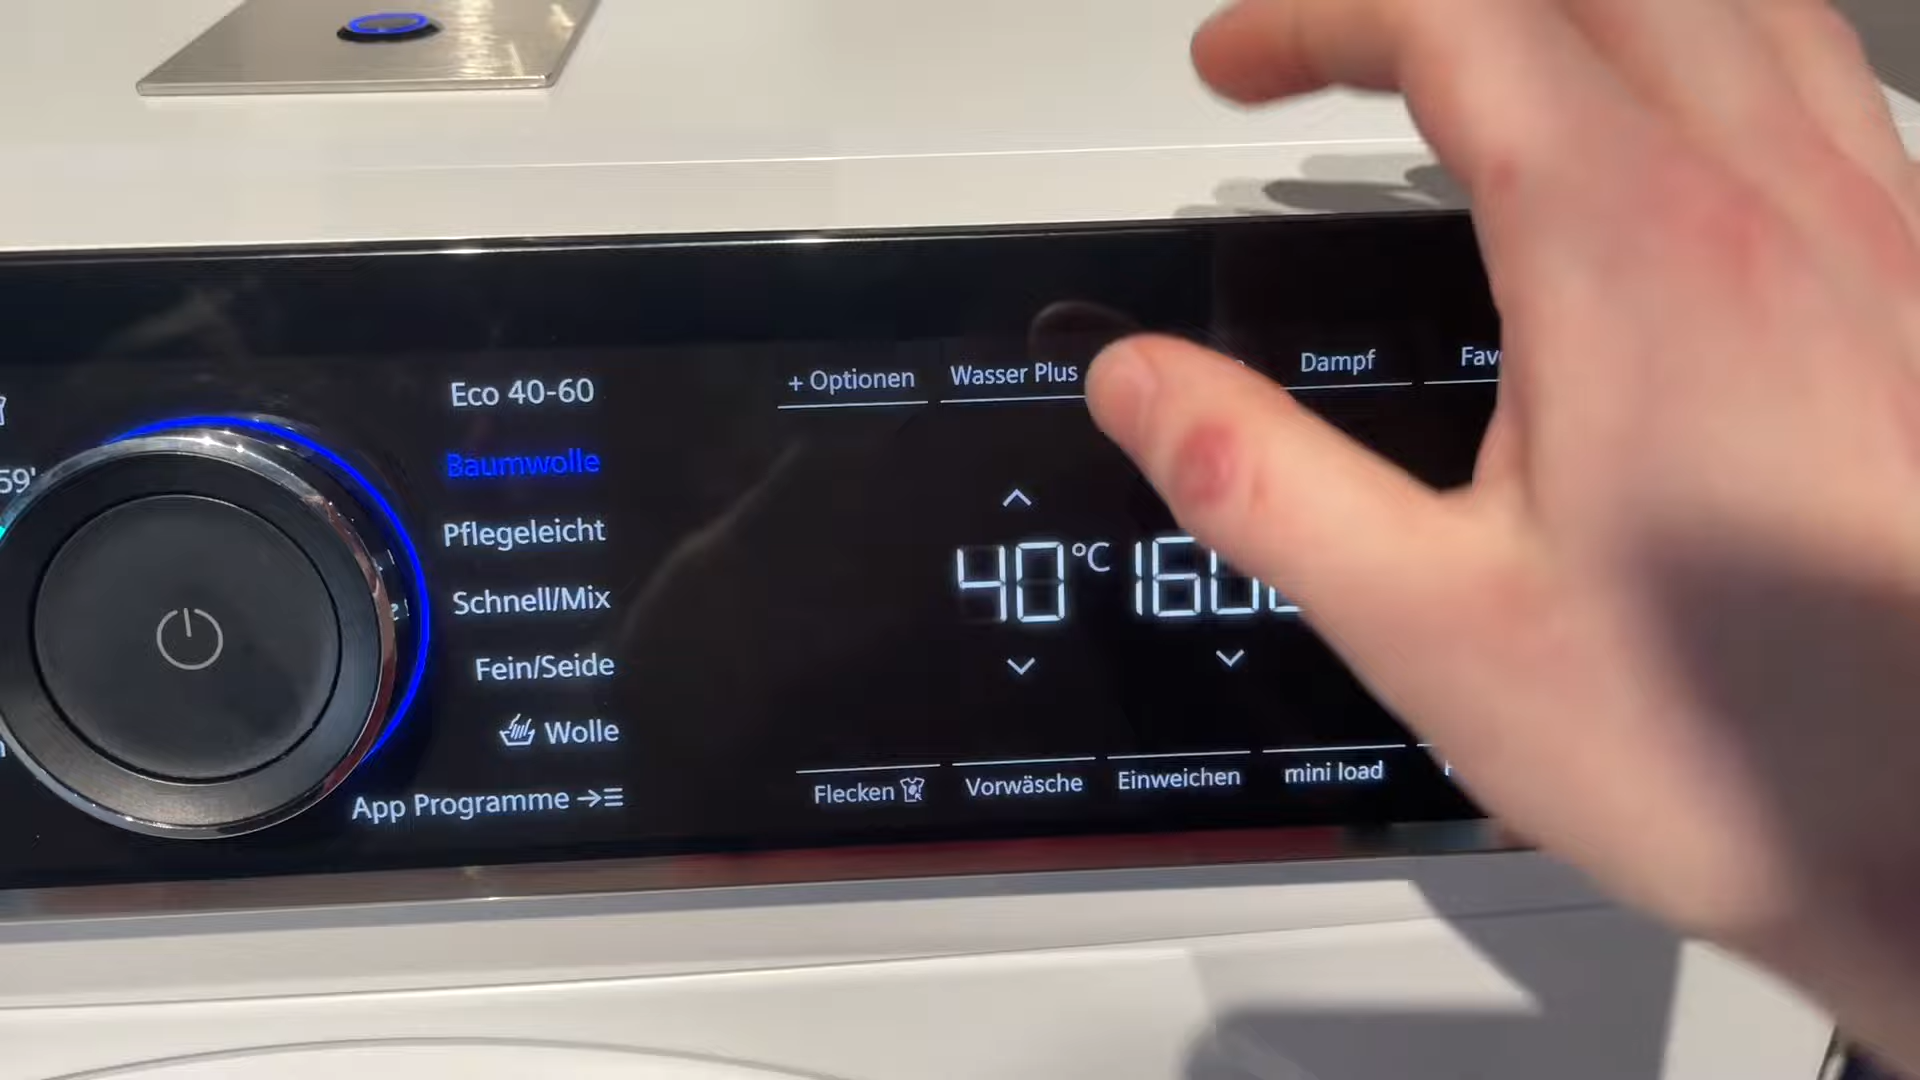 Eco 40-60
Baumwolle
Pflegeleicht
Schnell/Mix
Fein/Seide
Wolle
App Programme
59'
+ Optionen
Wasser Plus
Dampf
40°C
Flecken
Vorwäsche
Einweichen
mini load